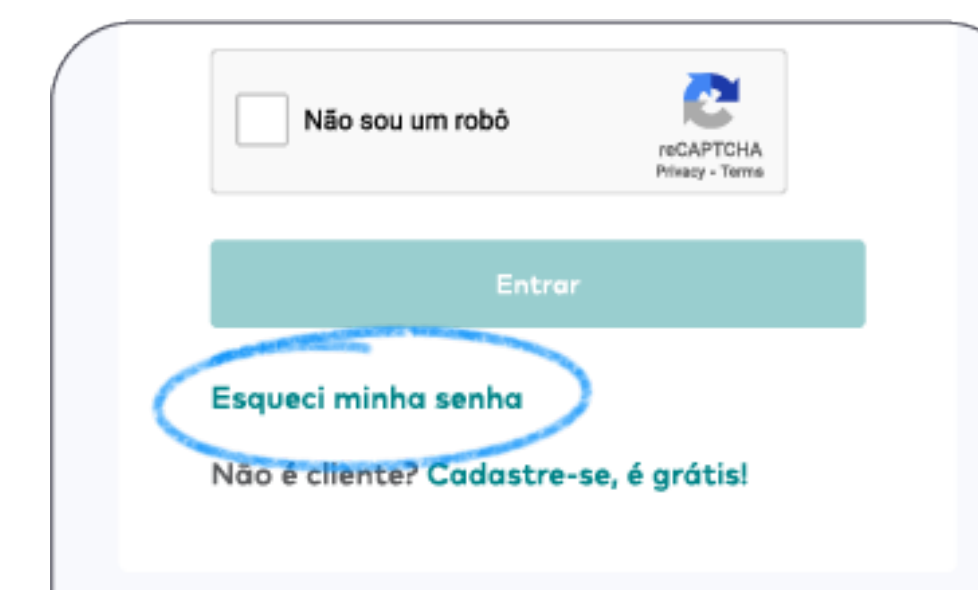 Não sou um robô
reCAPTCHA
Privacy - Terms
Entrar
Esqueci minha senha
Não é cliente? Cadastre-se, é grátis!